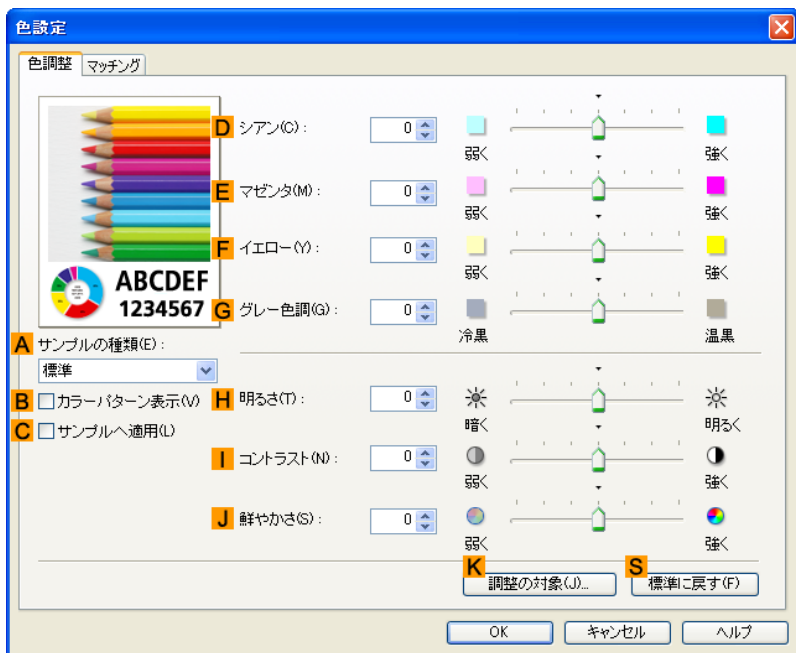 色設定
色調整 マッチング
D シアン(C): 0 弱く 強く
E マゼンタ(M): 0 弱く 強く
F イエロー(Y): 0 弱く 強く
ABCDEF
1234567
G グレー色調(G): 0 冷黒 温黒
A サンプルの種類(E):
標準
B カラーパターン表示(V)
C サンプルへ適用(L)
H 明るさ(T): 0 暗く 明るく
I コントラスト(N): 0 弱く 強く
J 鮮やかさ(S): 0 弱く 強く
K 調整の対象(J)... S 標準に戻す(F)
OK キャンセル ヘルプ